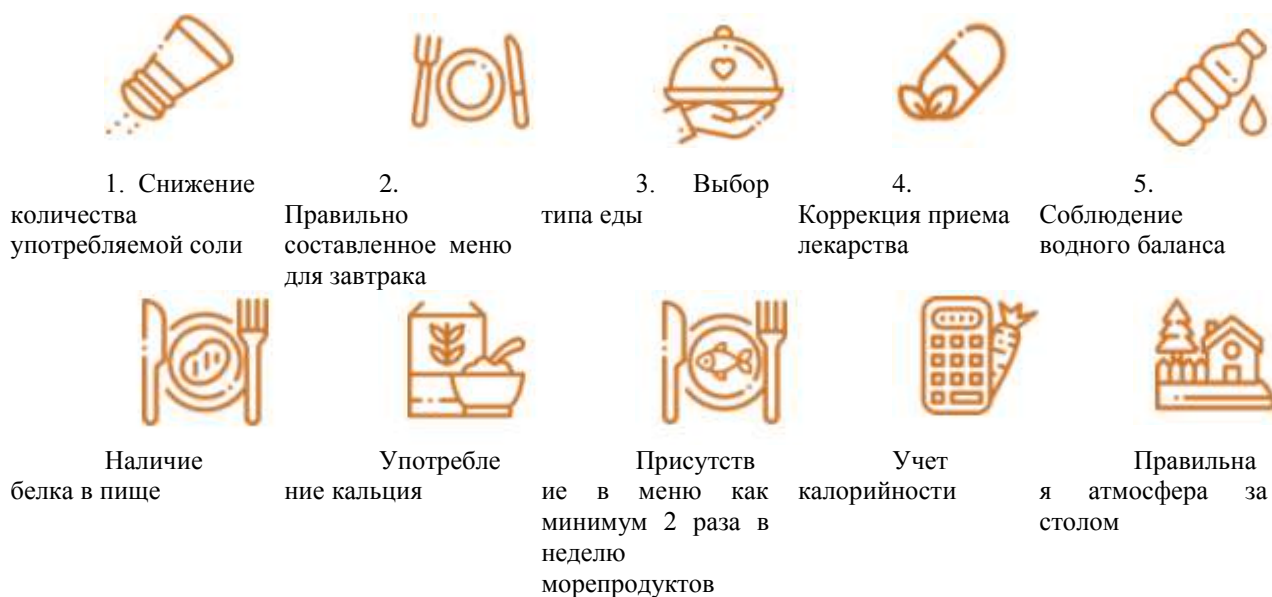 1. Снижение
количества
употребляемой соли
2.
Правильно
составленное меню
для завтрака
3. Выбор
типа еды
4.
Коррекция приема
лекарства
5.
Соблюдение
водного баланса
Наличие
белка в пище
Употребле
ние кальция
Присутств
ие в меню как
минимум 2 раза в
неделю
морепродуктов
Учет
калорийности
Правильна
я атмосфера за
столом